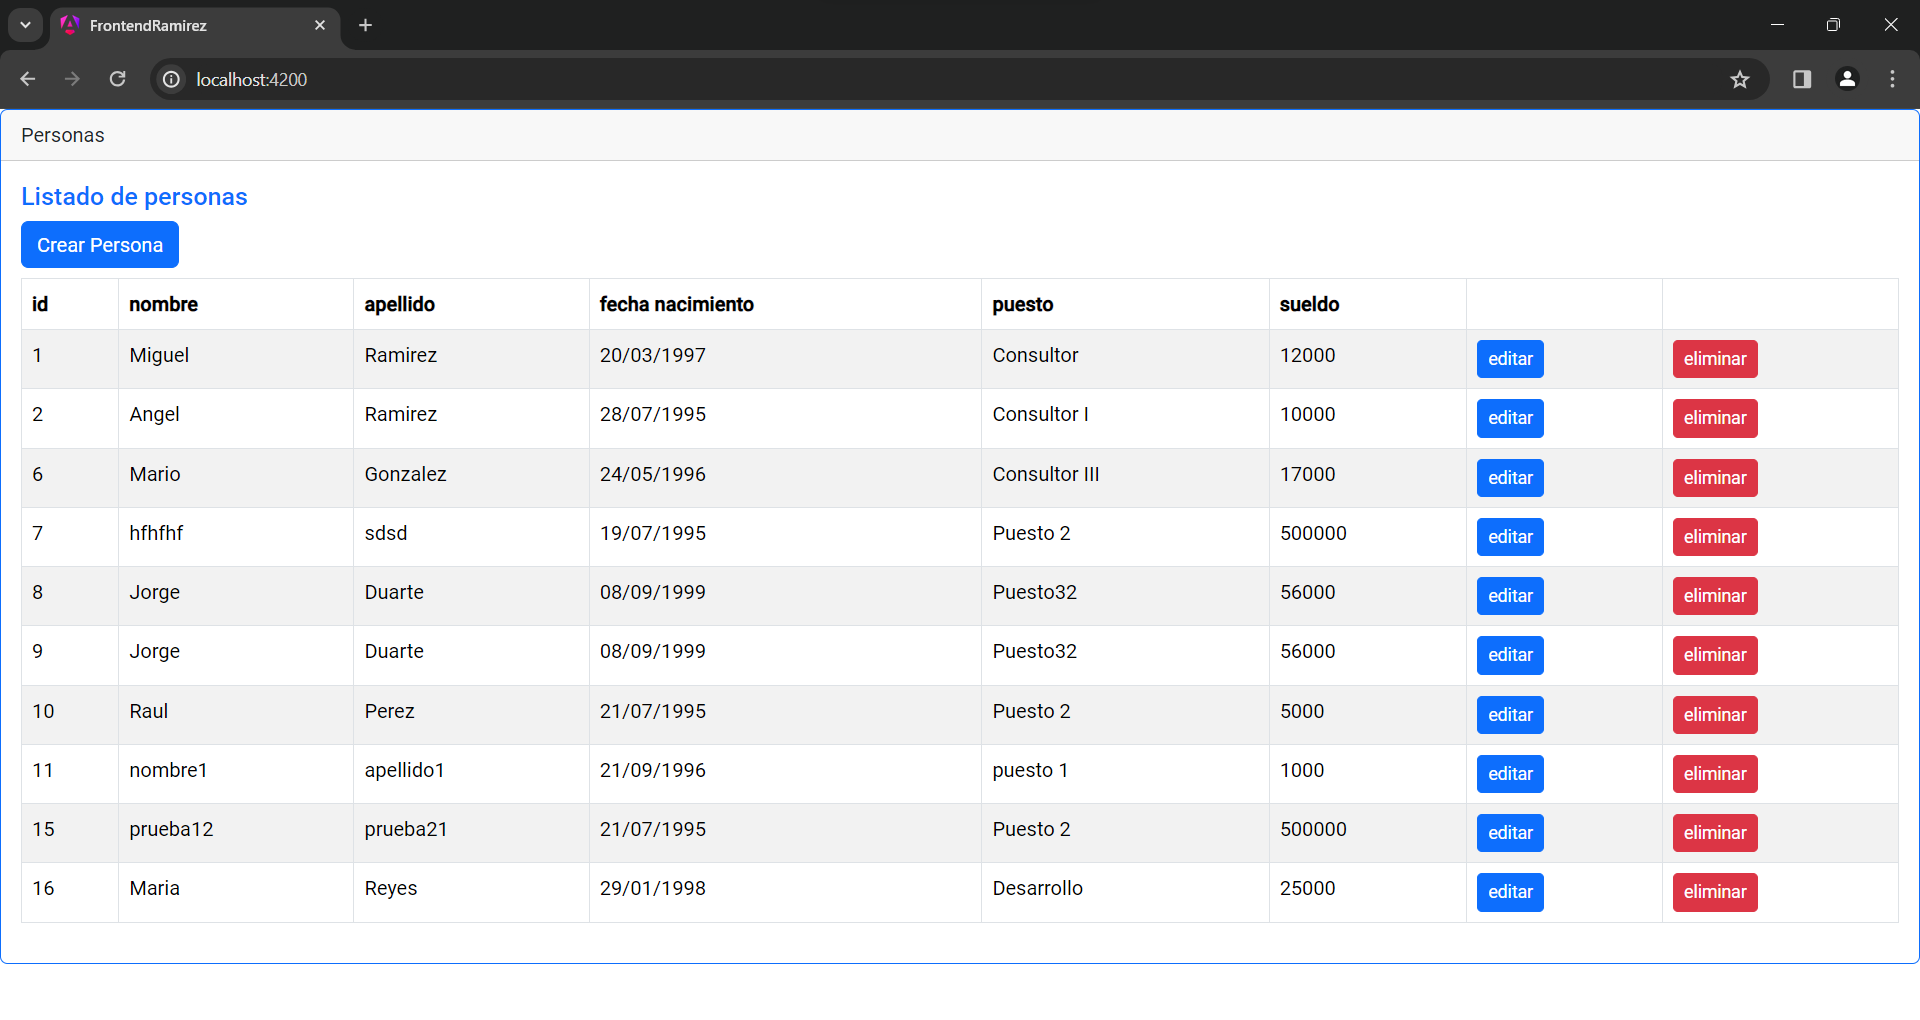 FrontendRamirez
localhost:4200
Personas
Listado de personas
Crear Persona
id nombre apellido fecha nacimiento puesto sueldo
1 Miguel Ramirez 20/03/1997 Consultor 12000 editar eliminar
2 Angel Ramirez 28/07/1995 Consultor I 10000 editar eliminar
6 Mario Gonzalez 24/05/1996 Consultor III 17000 editar eliminar
7 hfhfhf sdsd 19/07/1995 Puesto 2 500000 editar eliminar
8 Jorge Duarte 08/09/1999 Puesto32 56000 editar eliminar
9 Jorge Duarte 08/09/1999 Puesto32 56000 editar eliminar
10 Raul Perez 21/07/1995 Puesto 2 5000 editar eliminar
11 nombre1 apellido1 21/09/1996 puesto 1 1000 editar eliminar
15 prueba12 prueba21 21/07/1995 Puesto 2 500000 editar eliminar
16 Maria Reyes 29/01/1998 Desarrollo 25000 editar eliminar